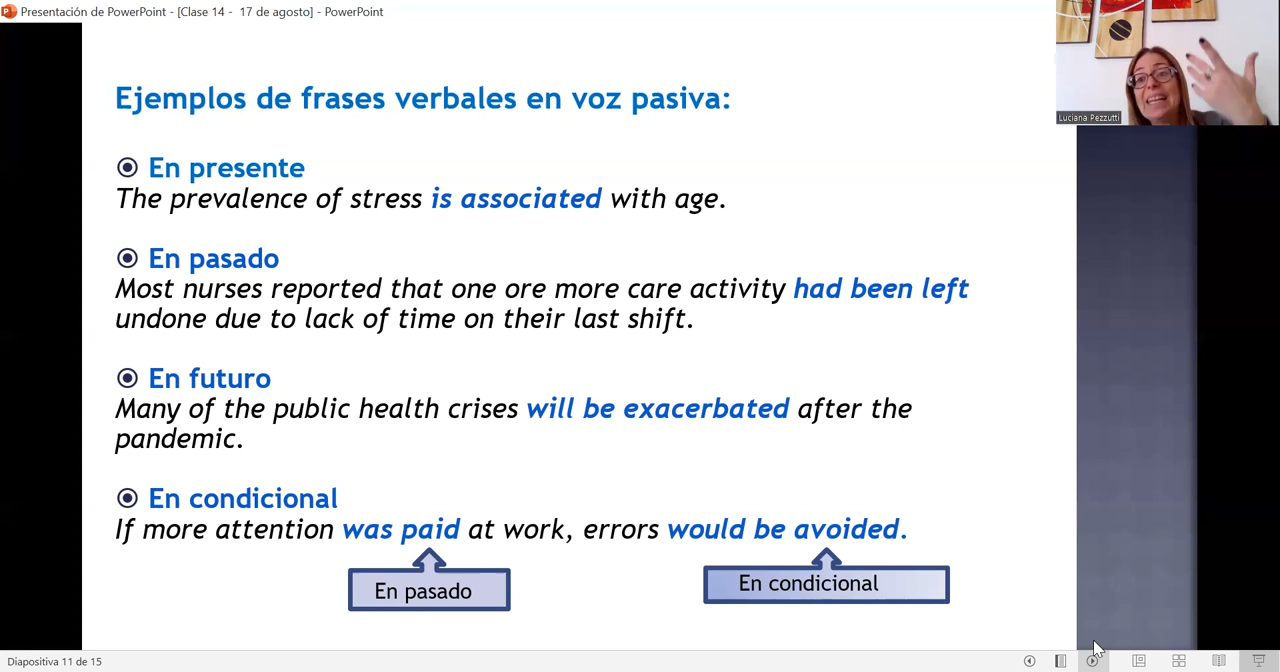 Presentación de PowerPoint - [Clase 14 -  17 de agosto] - PowerPoint
Luciana Pezzutti
Ejemplos de frases verbales en voz pasiva:
En presente
The prevalence of stress is associated with age.
En pasado
Most nurses reported that one ore more care activity had been left
undone due to lack of time on their last shift.
En futuro
Many of the public health crises will be exacerbated after the
pandemic.
En condicional
If more attention was paid at work, errors would be avoided.
En pasado
En condicional
Diapositiva 11 de 15